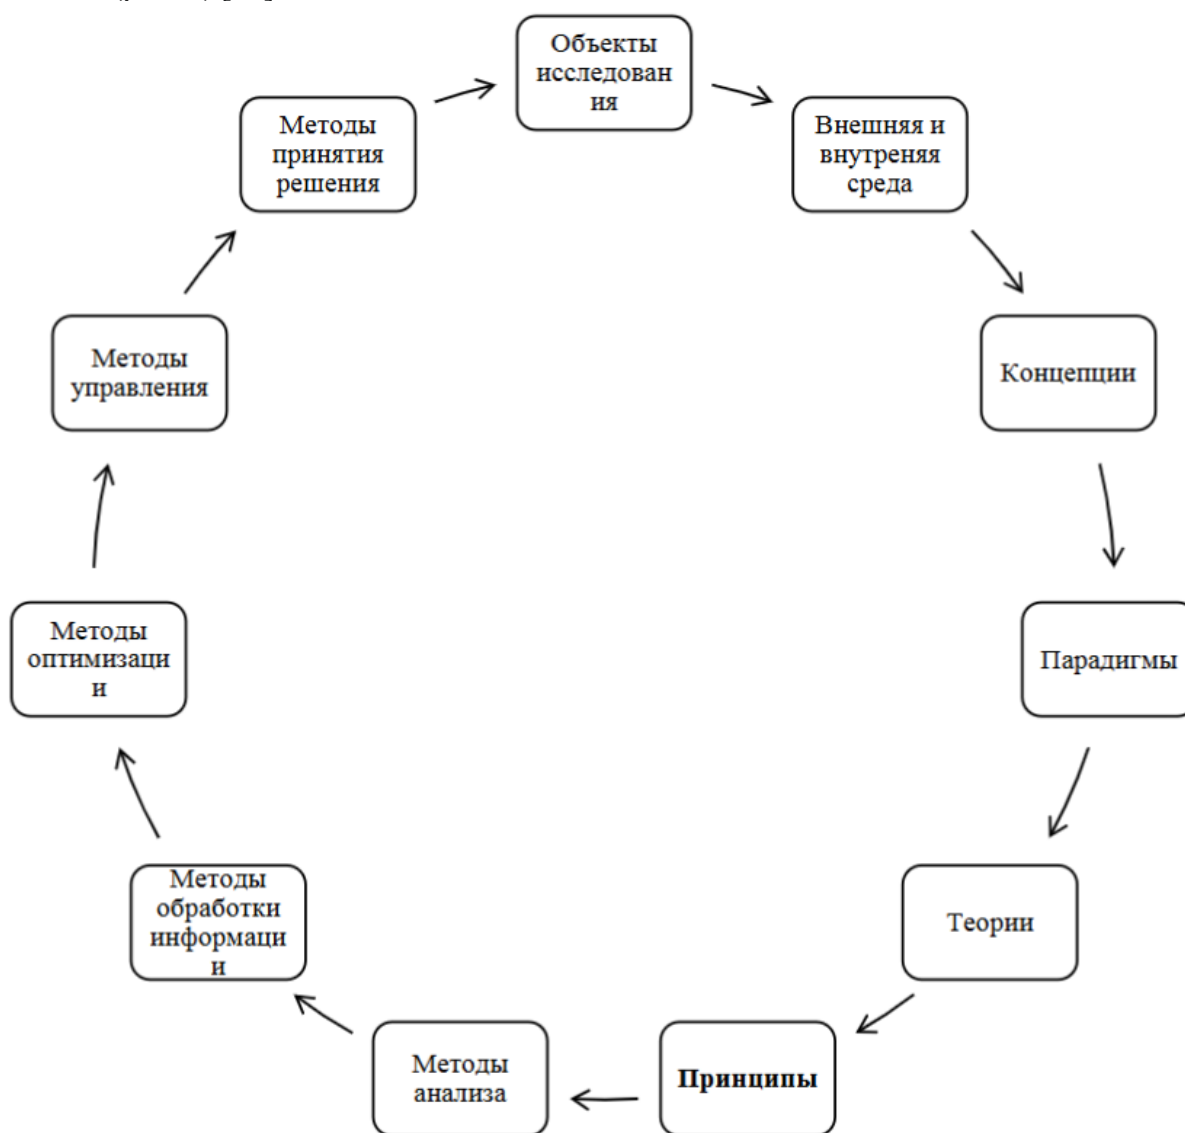 Объекты
исследован
ия
Внешняя и
внутреняя
среда
Концепции
Парадигмы
Теории
Принципы
Методы
анализа
Методы
обработки
информаци
и
Методы
оптимизаци
и
Методы
управления
Методы
принятия
решения